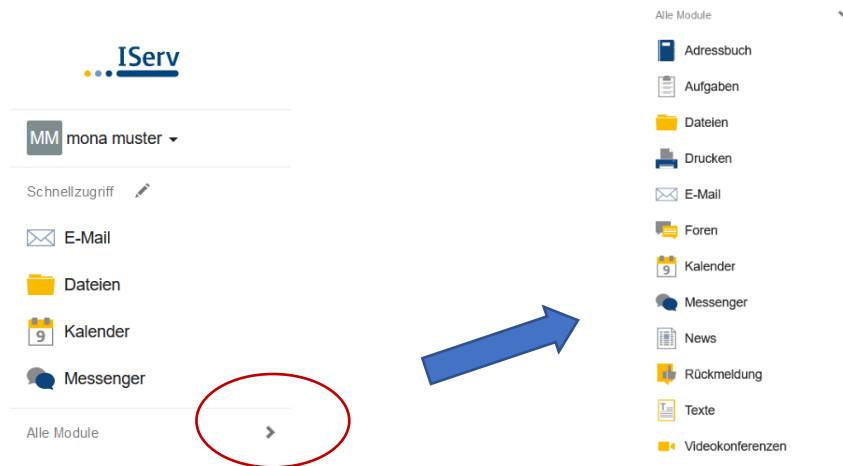 IServ
MM mona muster
Schnellzugriff
E-Mail
Dateien
9 Kalender
Messenger
Alle Module
Alle Module
Adressbuch
Aufgaben
Dateien
Drucken
E-Mail
Foren
9 Kalender
Messenger
News
Rückmeldung
Texte
Videokonferenzen